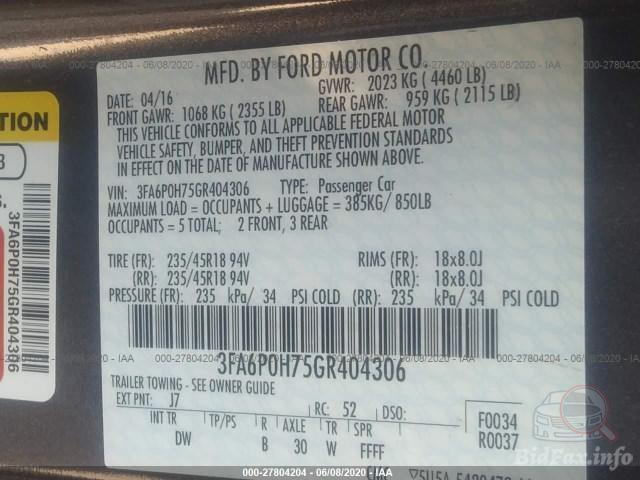 000-27804204 - 06/08/2020 - IAA
MFD. BY FORD MOTOR CO.
DATE: 04/16
GVWR: 2023 KG ( 4460 LB)
FRONT GAWR: 1068 KG ( 2355 LB)
REAR GAWR: 959 KG ( 2115 LB)
THIS VEHICLE CONFORMS TO ALL APPLICABLE FEDERAL MOTOR
VEHICLE SAFETY, BUMPER, AND THEFT PREVENTION STANDARDS
IN EFFECT ON THE DATE OF MANUFACTURE SHOWN ABOVE.
VIN: 3FA6P0H75GR404306 TYPE: Passenger Car
MAXIMUM LOAD = OCCUPANTS + LUGGAGE = 385KG/ 850LB
OCCUPANTS = 5 TOTAL; 2 FRONT, 3 REAR
TIRE (FR): 235/45R18 94V RIMS (FR): 18x8.0J
(RR): 235/45R18 94V (RR): 18x8.0J
PRESSURE (FR): 235 kPa/ 34 PSI COLD (RR): 235 kPa/ 34 PSI COLD
3FA6P0H75GR404306
TRAILER TOWING - SEE OWNER GUIDE
EXT PNT: J7 RC: 52 DSO:
INT TR TP/PS R AXLE TR SPR
DW B 30 W FFFF
F0034
R0037
3FA6P0H75GR404306
000-27804204 - 06/08/2020 - IAA
BidFax.info